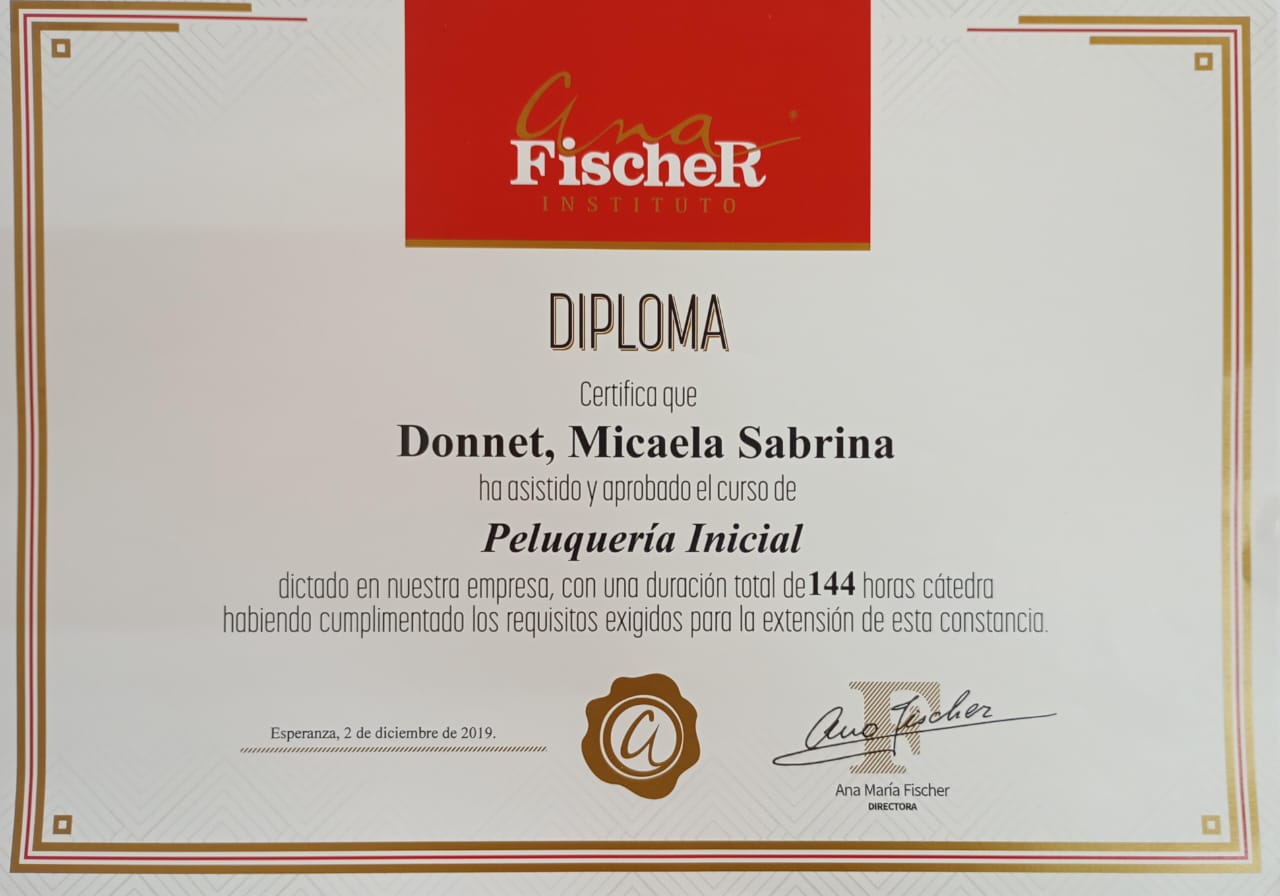 ana
FischeR
INSTITUTO
DIPLOMA
Certifica que
Donnet, Micaela Sabrina
ha asistido y aprobado el curso de
Peluquería Inicial
dictado en nuestra empresa, con una duración total de 144 horas cátedra
habiendo cumplimentado los requisitos exigidos para la extensión de esta constancia.
Esperanza, 2 de diciembre de 2019.
a
F
Ana Fischer
Ana María Fischer
DIRECTORA